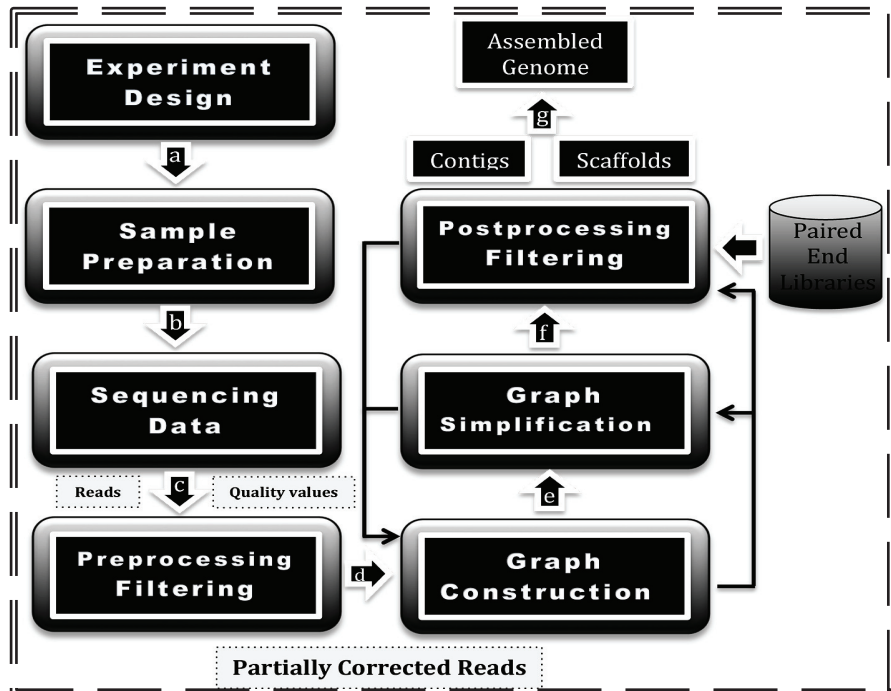 Experiment
Design
a
Sample
Preparation
b
Sequencing
Data
Reads
c
Quality values
Preprocessing
Filtering
d
Partially Corrected Reads
Graph
Construction
e
Graph
Simplification
f
Postprocessing
Filtering
Paired
End
Libraries
Contigs
Scaffolds
g
Assembled
Genome